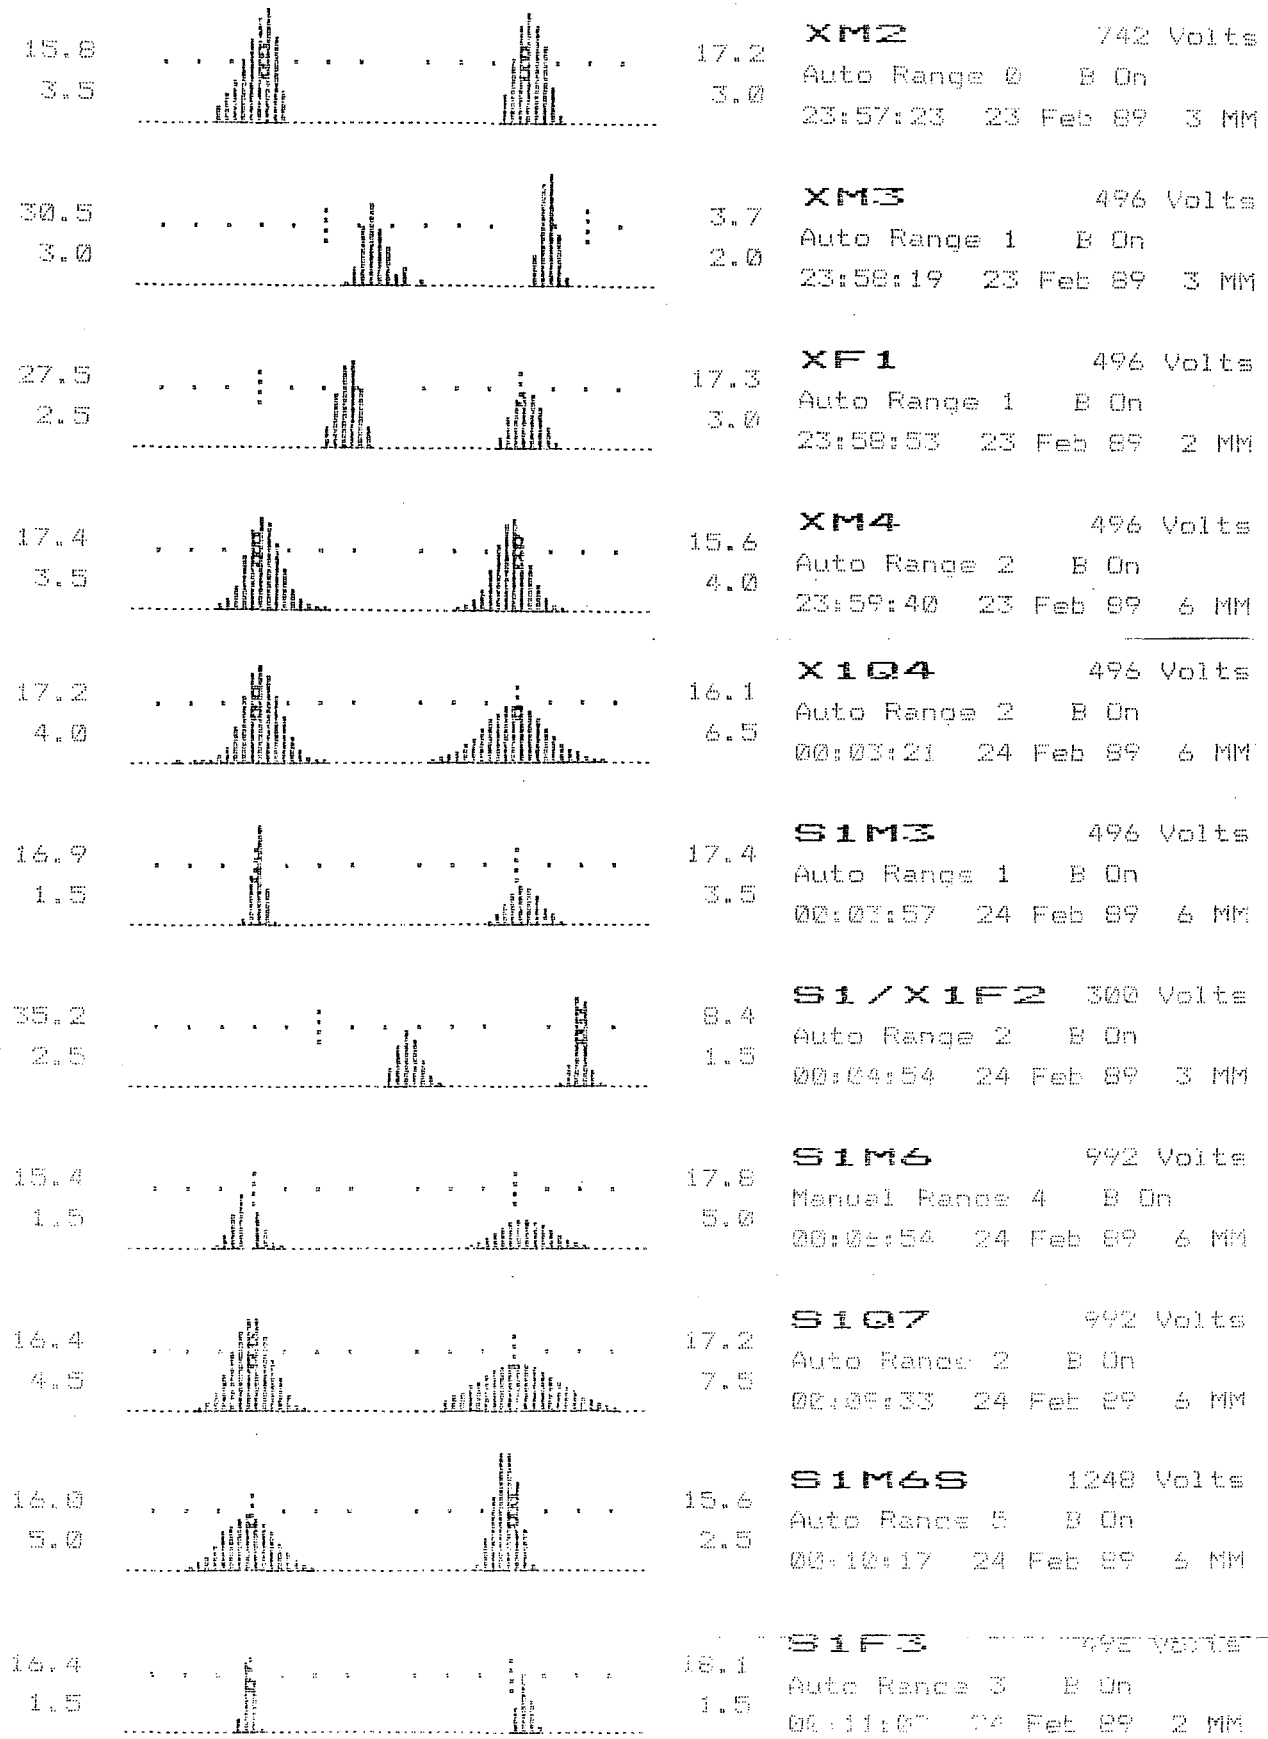 15.8 17.2 XM2 742 Volts
3.5 3.0 Auto Range 0 B On
23:57:23 23 Feb 89 3 MM
30.5 3.7 XM3 496 Volts
3.0 2.0 Auto Range 1 B On
23:58:19 23 Feb 89 3 MM
27.5 17.3 XF1 496 Volts
2.5 3.0 Auto Range 1 B On
23:58:53 23 Feb 89 2 MM
17.4 15.6 XM4 496 Volts
3.5 4.0 Auto Range 2 B On
23:59:40 23 Feb 89 6 MM
17.2 16.1 X1Q4 496 Volts
4.0 6.5 Auto Range 2 B On
00:03:21 24 Feb 89 6 MM
16.9 17.4 S1M3 496 Volts
1.5 3.5 Auto Range 1 B On
00:03:57 24 Feb 89 6 MM
35.2 8.4 S1/X1F2 300 Volts
2.5 1.5 Auto Range 2 B On
00:04:54 24 Feb 89 3 MM
15.4 17.8 S1M6 992 Volts
1.5 5.0 Manual Range 4 B On
24 Feb 89 6 MM
16.4 17.2 S1Q7 992 Volts
4.5 7.5 Auto Range 2 B On
24 Feb 89 6 MM
16.0 15.6 S1M6S 1248 Volts
5.0 2.5 Auto Range 5 B On
00:10:17 24 Feb 89 6 MM
16.4 18.1 S1F3 Volts
1.5 1.5 Auto Range 3 B On
Feb 89 2 MM